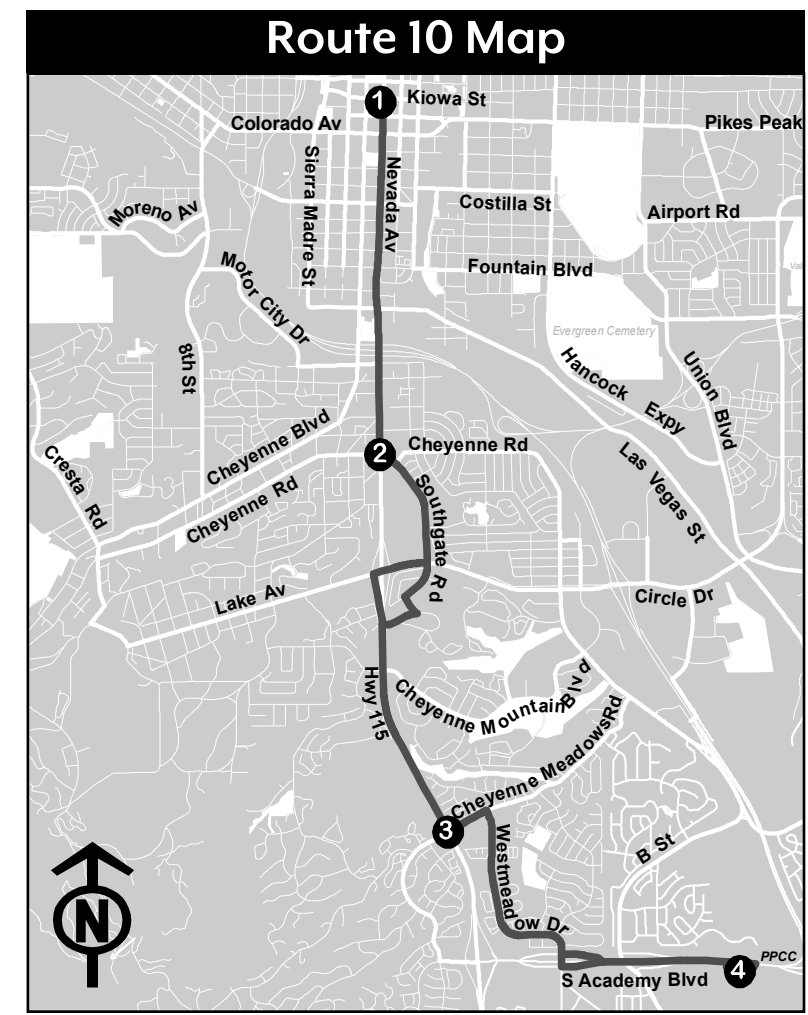 Route 10 Map
1
Kiowa St
Colorado Av
Pikes Peak
Sierra Madre St
Nevada Av
Moreno Av
Costilla St
Airport Rd
Motor City Dr
Fountain Blvd
Evergreen Cemetery
8th St
Hancock Expy
Union Blvd
Cheyenne Blvd
2
Cheyenne Rd
Cresta Rd
Cheyenne Rd
Southgate Rd
Las Vegas St
Lake Av
Circle Dr
Hwy 115
Cheyenne Mountain Blvd
Cheyenne Meadows Rd
3
Westmeadow Dr
B St
N
PPCC
4
S Academy Blvd